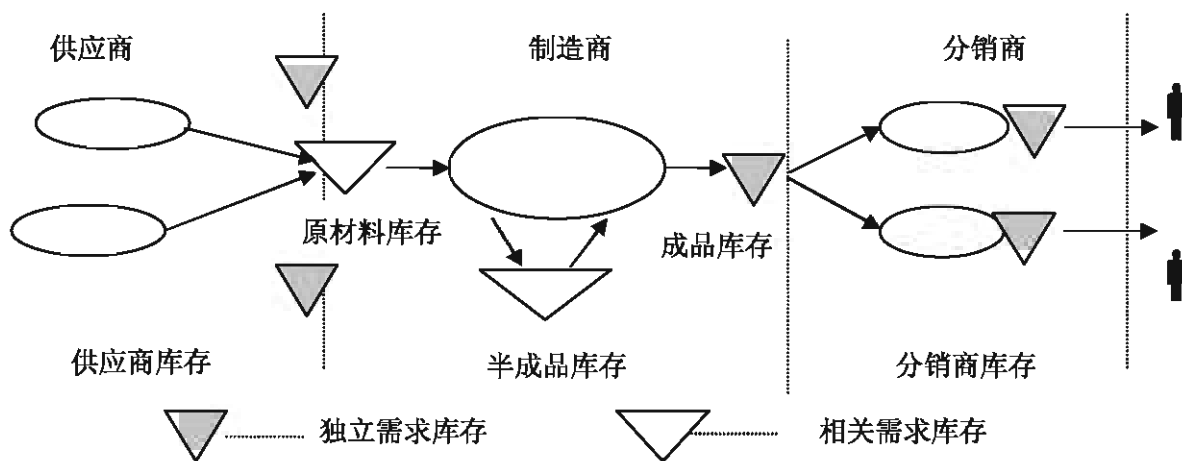 供应商
制造商
分销商
原材料库存
成品库存
供应商库存
半成品库存
分销商库存
独立需求库存
相关需求库存